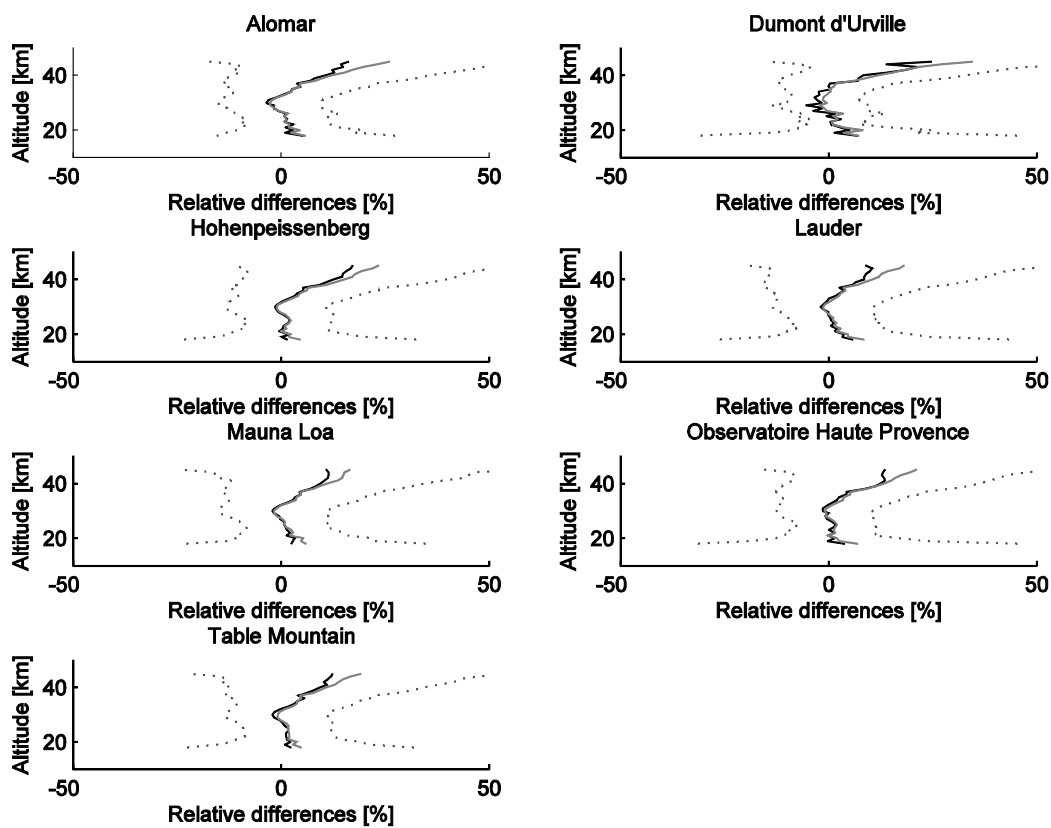 Alomar
Altitude [km]
40
20
-50
0
50
Relative differences [%]
Dumont d'Urville
Altitude [km]
40
20
-50
0
50
Relative differences [%]
Hohenpeissenberg
Altitude [km]
40
20
-50
0
50
Relative differences [%]
Lauder
Altitude [km]
40
20
-50
0
50
Relative differences [%]
Mauna Loa
Altitude [km]
40
20
-50
0
50
Relative differences [%]
Observatoire Haute Provence
Altitude [km]
40
20
-50
0
50
Relative differences [%]
Table Mountain
Altitude [km]
40
20
-50
0
50
Relative differences [%]